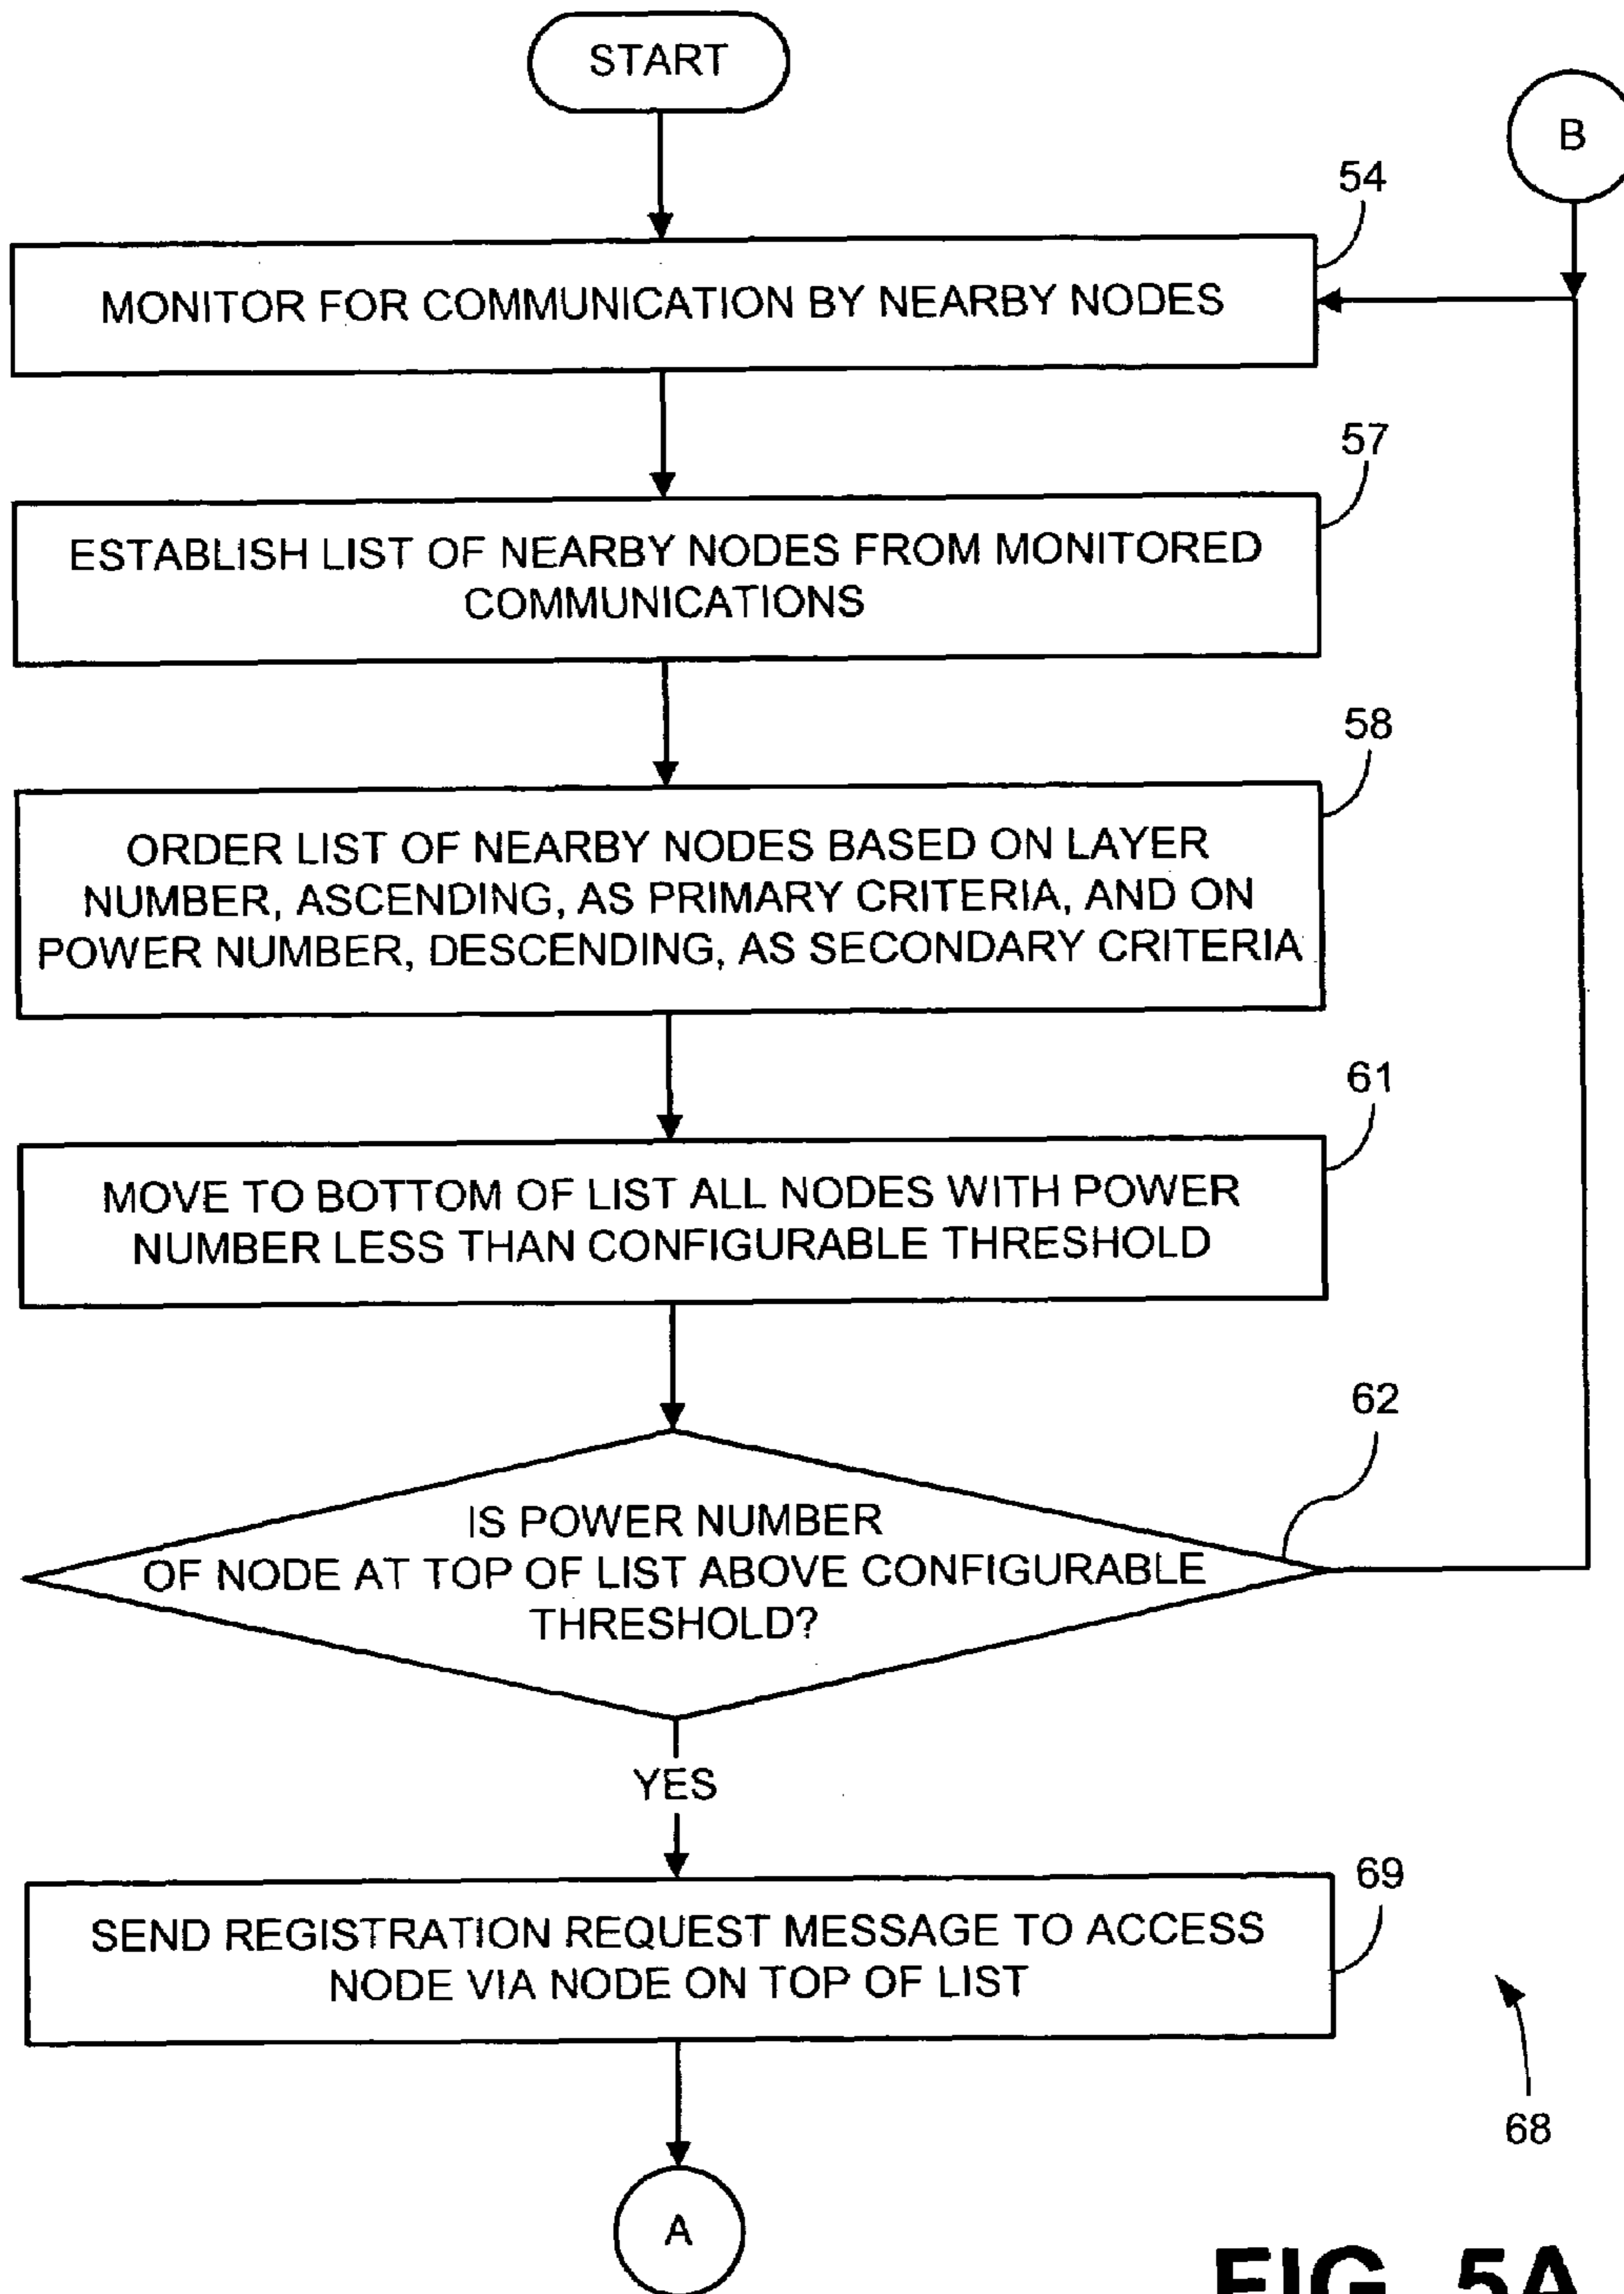 START
B
54
MONITOR FOR COMMUNICATION BY NEARBY NODES
57
ESTABLISH LIST OF NEARBY NODES FROM MONITORED
COMMUNICATIONS
58
ORDER LIST OF NEARBY NODES BASED ON LAYER
NUMBER, ASCENDING, AS PRIMARY CRITERIA, AND ON
POWER NUMBER, DESCENDING, AS SECONDARY CRITERIA
61
MOVE TO BOTTOM OF LIST ALL NODES WITH POWER
NUMBER LESS THAN CONFIGURABLE THRESHOLD
62
IS POWER NUMBER
OF NODE AT TOP OF LIST ABOVE CONFIGURABLE
THRESHOLD?
YES
69
SEND REGISTRATION REQUEST MESSAGE TO ACCESS
NODE VIA NODE ON TOP OF LIST
68
A
FIG. 5A